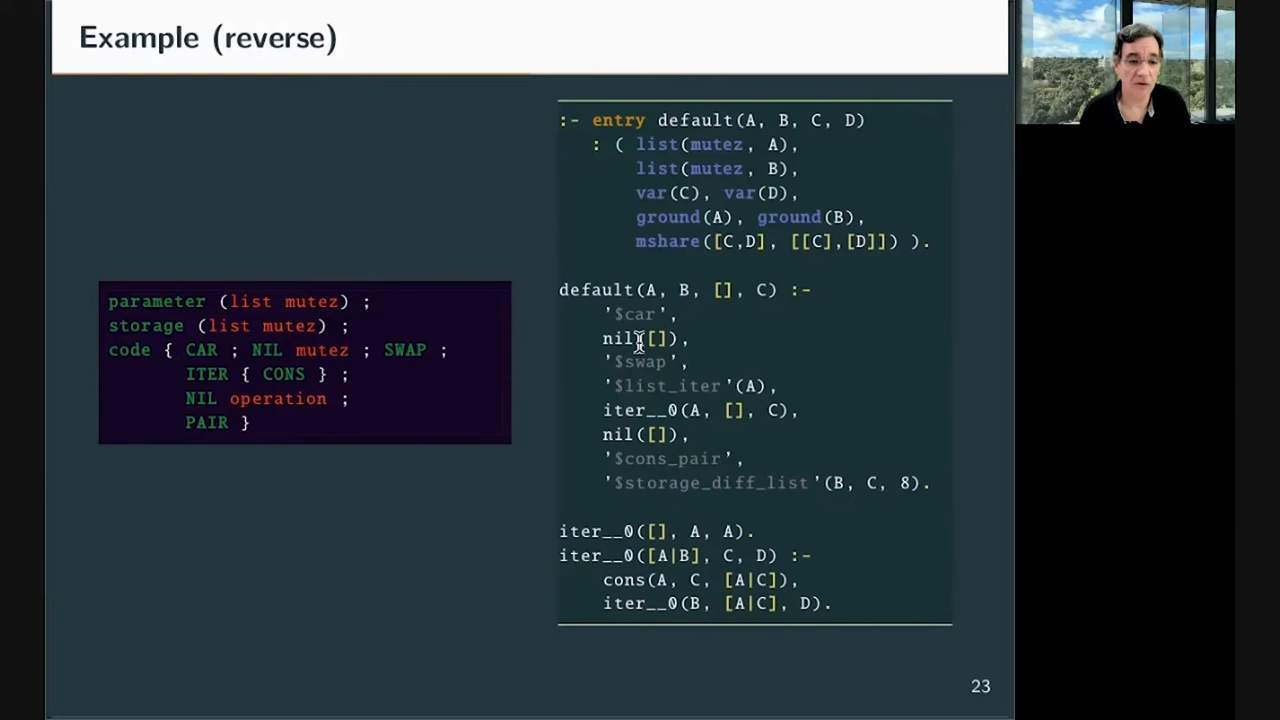 Example (reverse)
parameter (list mutez) ;
storage (list mutez) ;
code { CAR ; NIL mutez ; SWAP ;
ITER { CONS } ;
NIL operation ;
PAIR }
:- entry default(A, B, C, D)
: ( list(mutez, A),
list(mutez, B),
var(C), var(D),
ground(A), ground(B),
mshare([C,D], [[C],[D]]) ).
default(A, B, [], C) :-
'$car',
nil([]),
'$swap',
'$list_iter'(A),
iter__0(A, [], C),
nil([]),
'$cons_pair',
'$storage_diff_list'(B, C, 8).
iter__0([], A, A).
iter__0([A|B], C, D) :-
cons(A, C, [A|C]),
iter__0(B, [A|C], D).
23